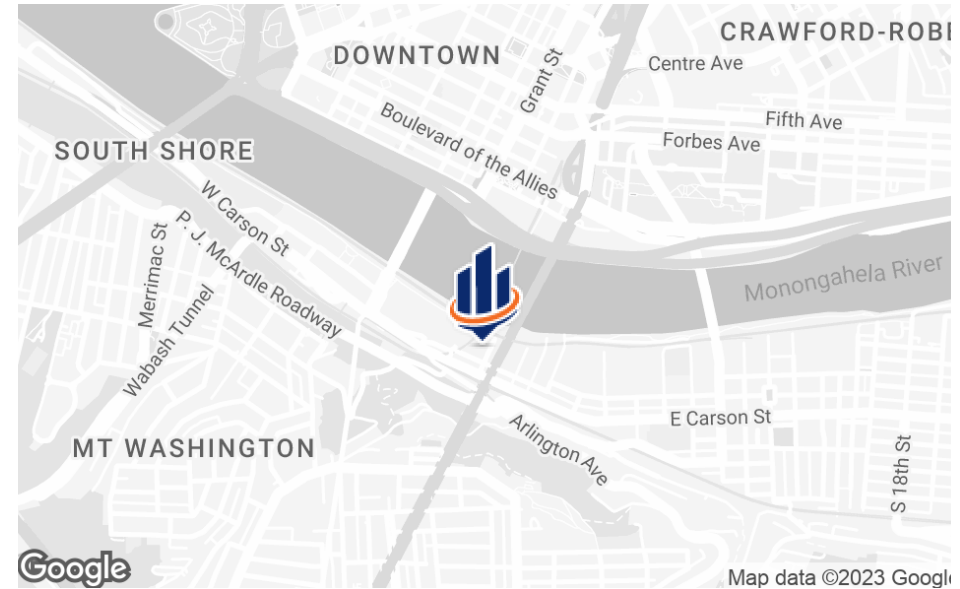 CRAWFORD-ROBE
DOWNTOWN
Grant St
Centre Ave
Boulevard of the Allies
Fifth Ave
Forbes Ave
SOUTH SHORE
W Carson St
P. J. McArdle Roadway
Merrimac St
Wabash Tunnel
Monongahela River
E Carson St
Arlington Ave
MT WASHINGTON
S 18th St
Google
Map data ©2023 Google